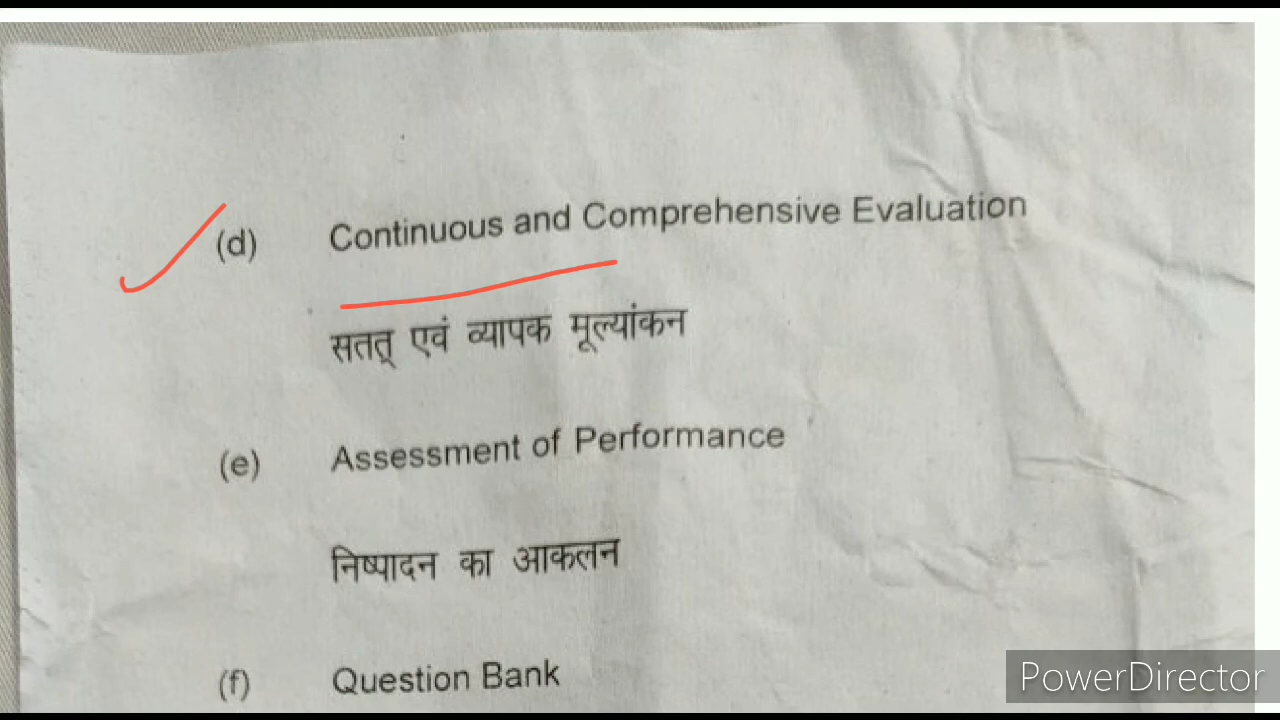 (d) Continuous and Comprehensive Evaluation
सतत् एवं व्यापक मूल्यांकन
(e) Assessment of Performance
निष्पादन का आकलन
(f) Question Bank
PowerDirector